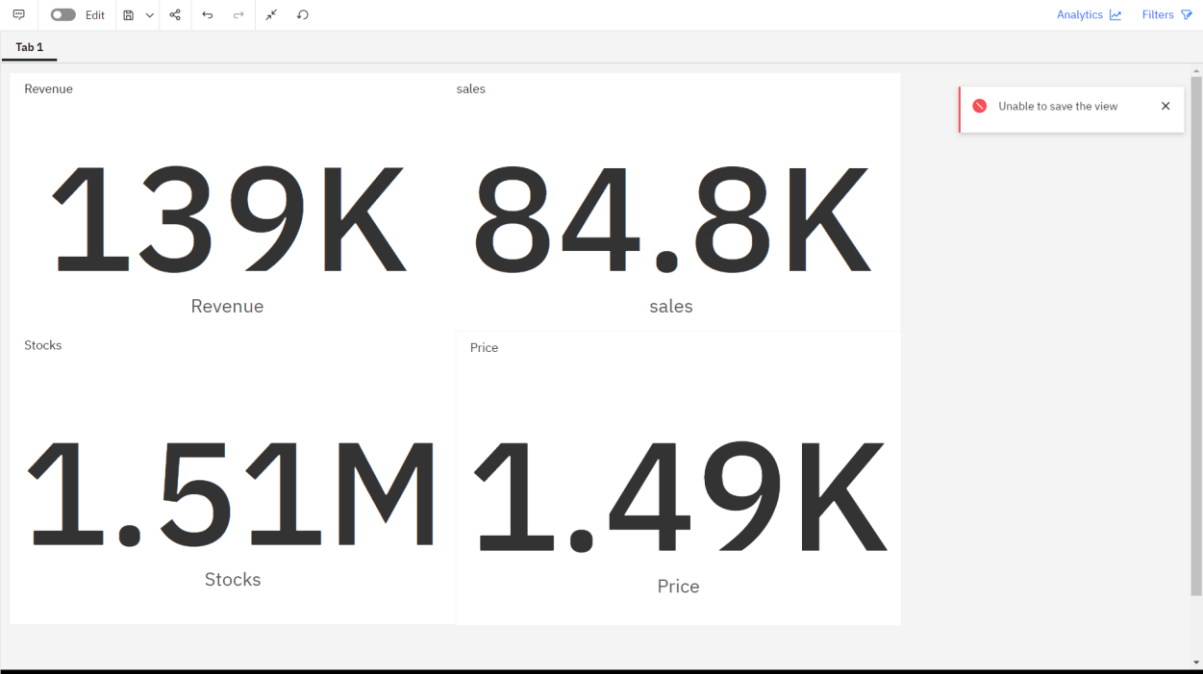 Edit
Analytics
Filters
Tab 1
Revenue
139K
Revenue
sales
84.8K
sales
Unable to save the view
Stocks
1.51M
Stocks
Price
1.49K
Price